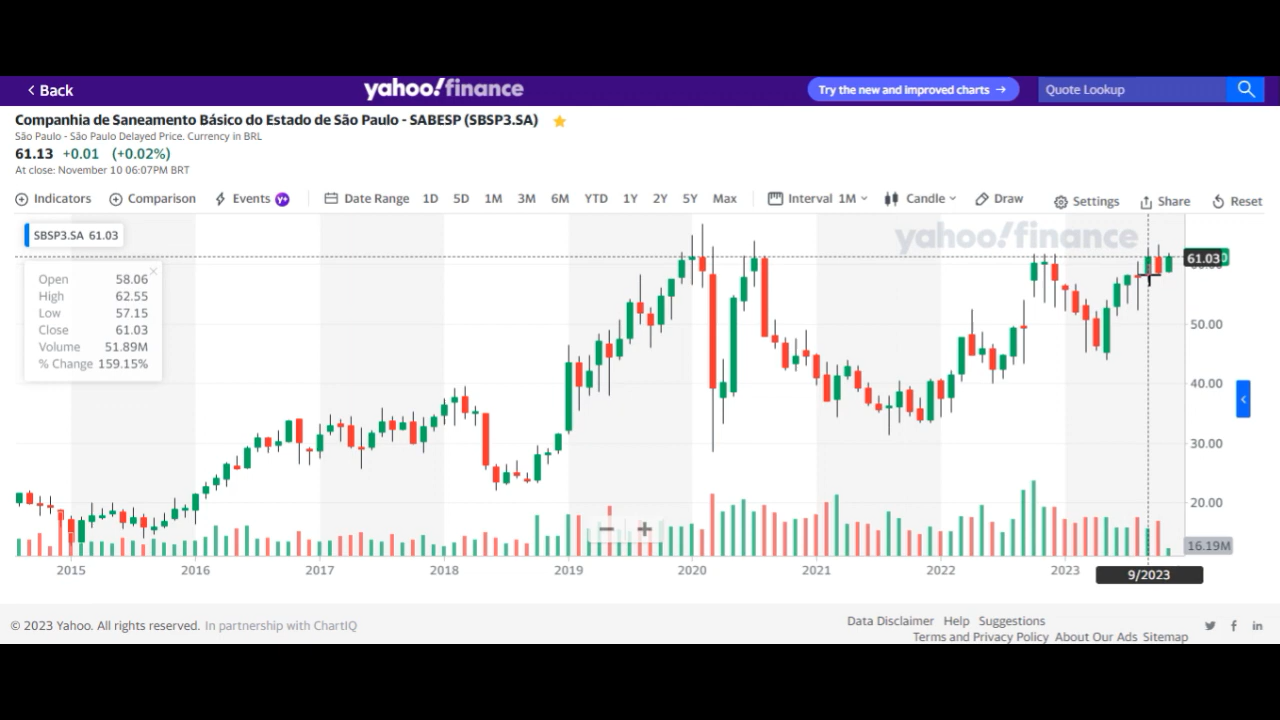 Back
yahoo!finance
Try the new and improved charts →
Quote Lookup
Companhia de Saneamento Básico do Estado de São Paulo - SABESP (SBSP3.SA)
São Paulo - São Paulo Delayed Price. Currency in BRL
61.13 +0.01 (+0.02%)
At close: November 10 06:07PM BRT
Indicators Comparison Events Y+ Date Range 1D 5D 1M 3M 6M YTD 1Y 2Y 5Y Max Interval 1M Candle Draw Settings Share Reset
SBSP3.SA 61.03
yahoo!finance
Open 58.06
High 62.55
Low 57.15
Close 61.03
Volume 51.89M
% Change 159.15%
61.03
50.00
40.00
30.00
20.00
16.19M
2015 2016 2017 2018 2019 2020 2021 2022 2023
9/2023
© 2023 Yahoo. All rights reserved. In partnership with ChartIQ
Data Disclaimer Help Suggestions
Terms and Privacy Policy About Our Ads Sitemap